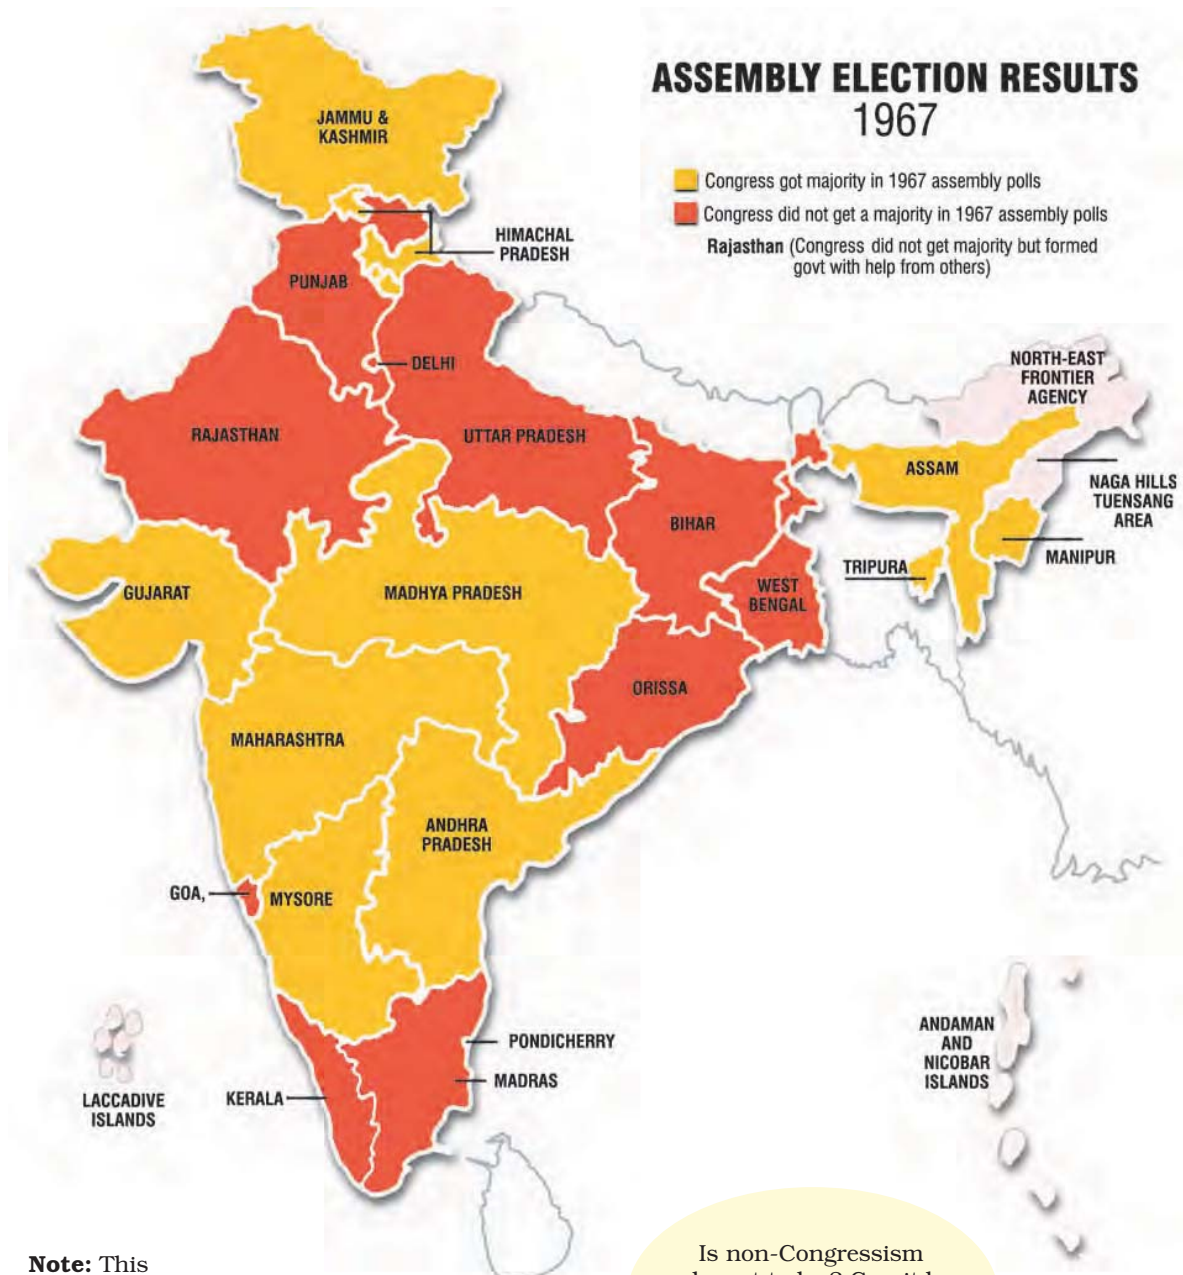 ASSEMBLY ELECTION RESULTS
1967
Congress got majority in 1967 assembly polls
Congress did not get a majority in 1967 assembly polls
Rajasthan (Congress did not get majority but formed
govt with help from others)
JAMMU &
KASHMIR
HIMACHAL
PRADESH
PUNJAB
DELHI
RAJASTHAN
UTTAR PRADESH
NORTH-EAST
FRONTIER
AGENCY
ASSAM
NAGA HILLS
TUENSANG
AREA
BIHAR
MANIPUR
TRIPURA
GUJARAT
MADHYA PRADESH
WEST
BENGAL
ORISSA
MAHARASHTRA
ANDHRA
PRADESH
GOA,
MYSORE
PONDICHERRY
MADRAS
KERALA
LACCADIVE
ISLANDS
ANDAMAN
AND
NICOBAR
ISLANDS
Note: This
Is non-Congressism